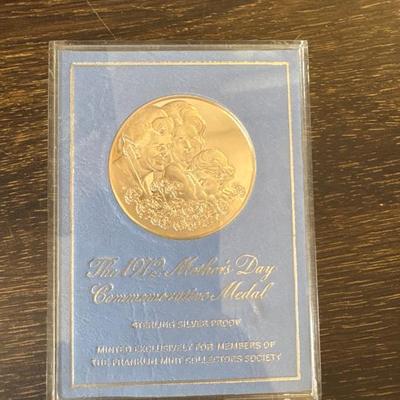 The 1972 Mother's Day
Commemorative Medal
STERLING SILVER PROOF
MINTED EXCLUSIVELY FOR MEMBERS OF
THE FRANKLIN MINT COLLECTORS SOCIETY